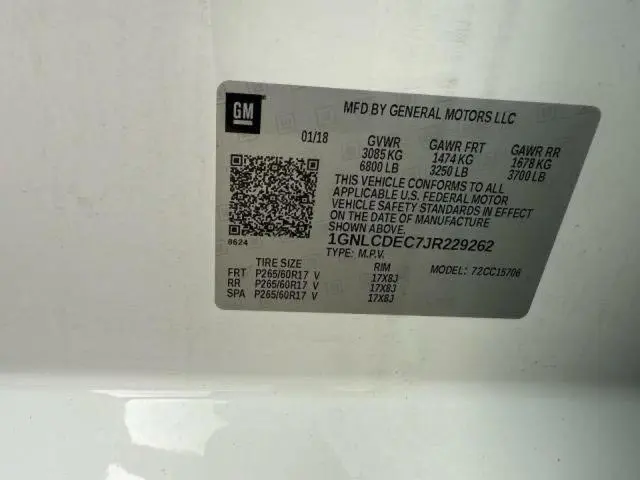 GM
MFD BY GENERAL MOTORS LLC
01/18 GVWR GAWR FRT GAWR RR
3085 KG 1474 KG 1678 KG
6800 LB 3250 LB 3700 LB
THIS VEHICLE CONFORMS TO ALL
APPLICABLE U.S. FEDERAL MOTOR
VEHICLE SAFETY STANDARDS IN EFFECT
ON THE DATE OF MANUFACTURE
SHOWN ABOVE.
8624
1GNLCDEC7JR229262
TYPE: M.P.V. MODEL: 72CC15706
TIRE SIZE RIM
FRT P265/60R17 V 17X8J
RR P265/60R17 V 17X8J
SPA P265/60R17 V 17X8J